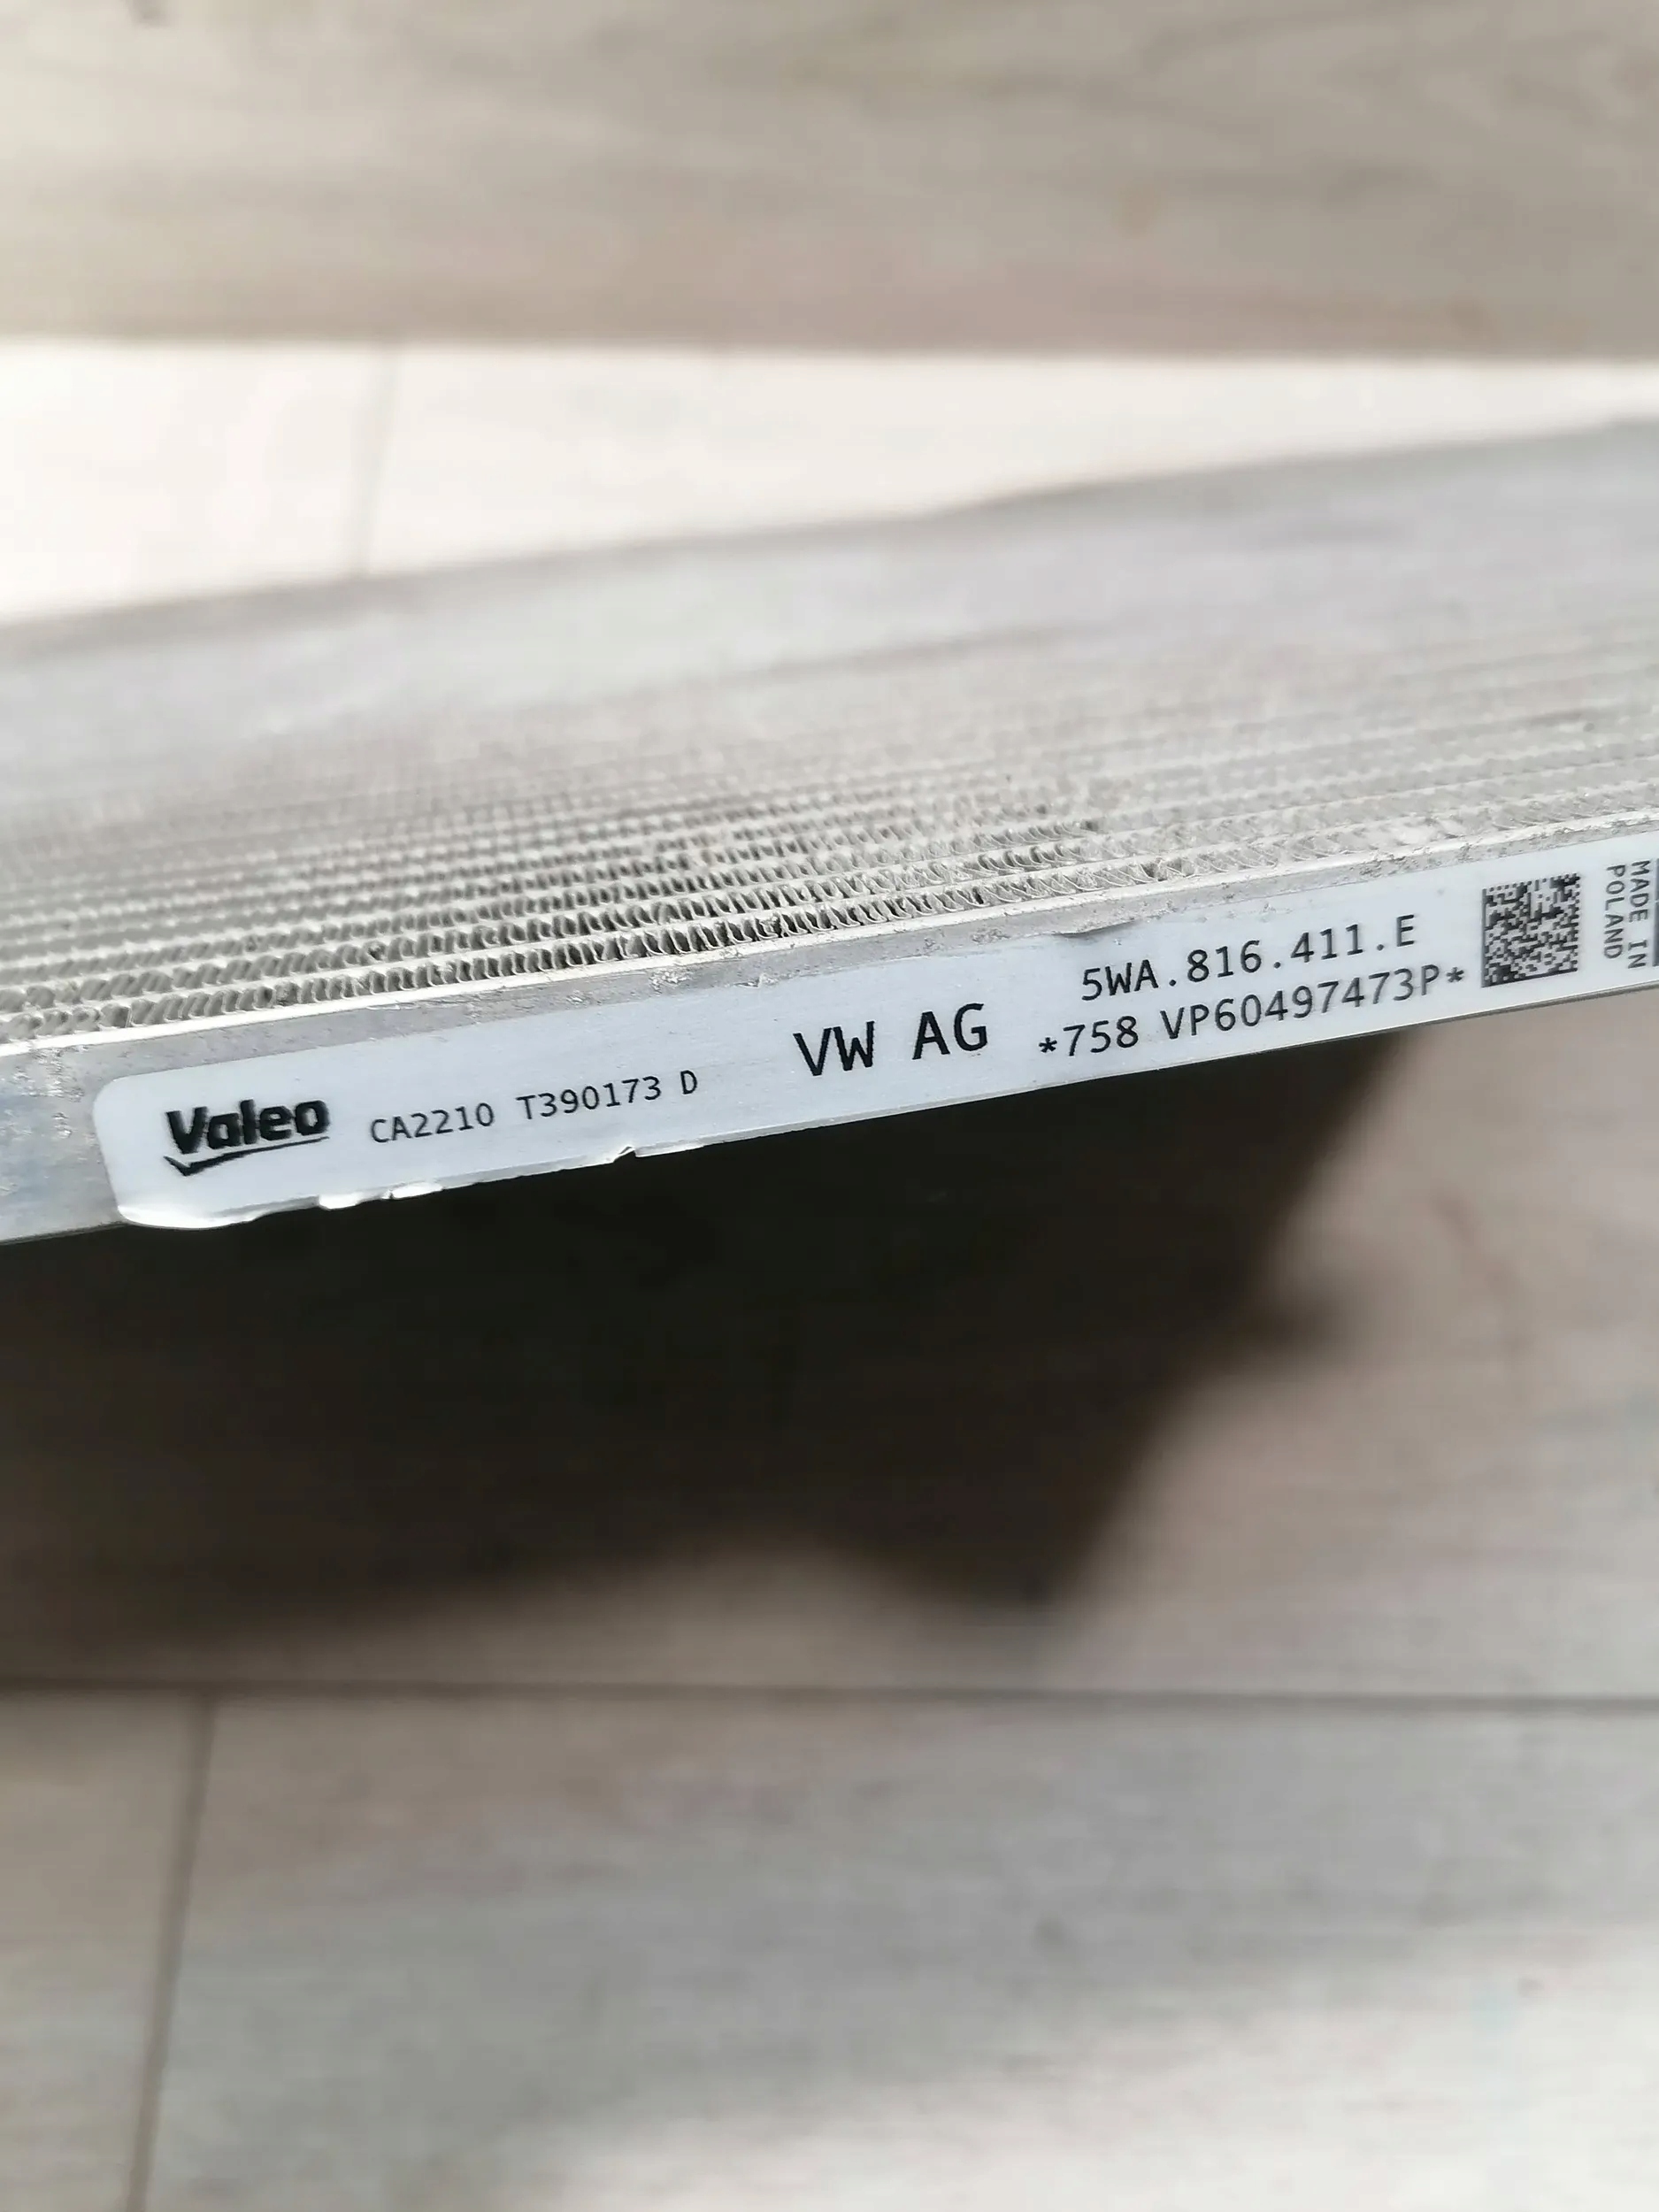 Valeo
CA2210 T390173 D
VW AG
5WA.816.411.E
*758 VP60497473P*
MADE IN
POLAND